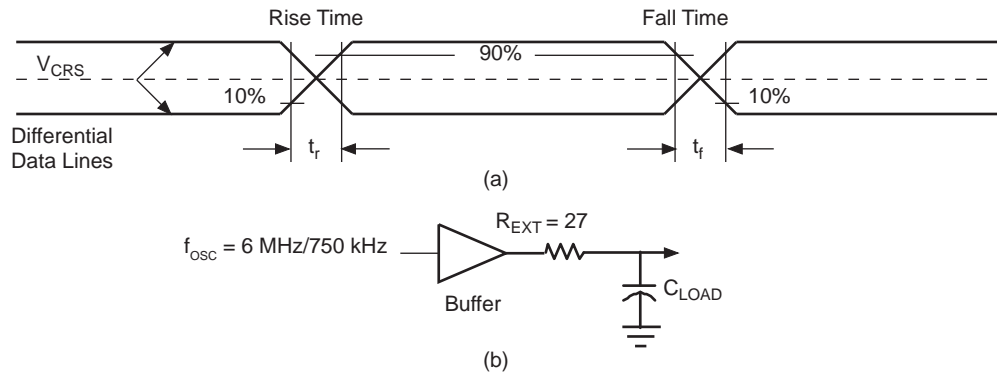 Rise Time
Fall Time
V_CRS
90%
10%
10%
Differential
Data Lines
t_r
t_f
(a)
R_EXT = 27
f_OSC = 6 MHz/750 kHz
Buffer
C_LOAD
(b)